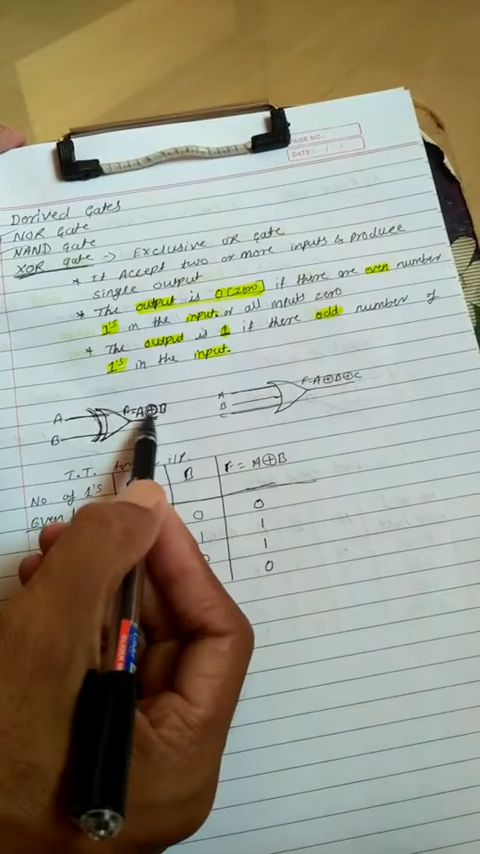 PAGE NO.:
DATE: / /
Derived Gates
NOR Gate
NAND Gate
XOR gate -> Exclusive OR gate
* It Accept two or more inputs & produce
single output
* The output is 0[zero] if there are even number
1's in the input. or all inputs zero
* The output is 1 if there odd number of
1's in the input.
A
B
F=A⊕B
A
B
C
F=A⊕B⊕C
T.T. i/p
No of 1's B F = A⊕B
Even 0 0
1 1
0 1
0